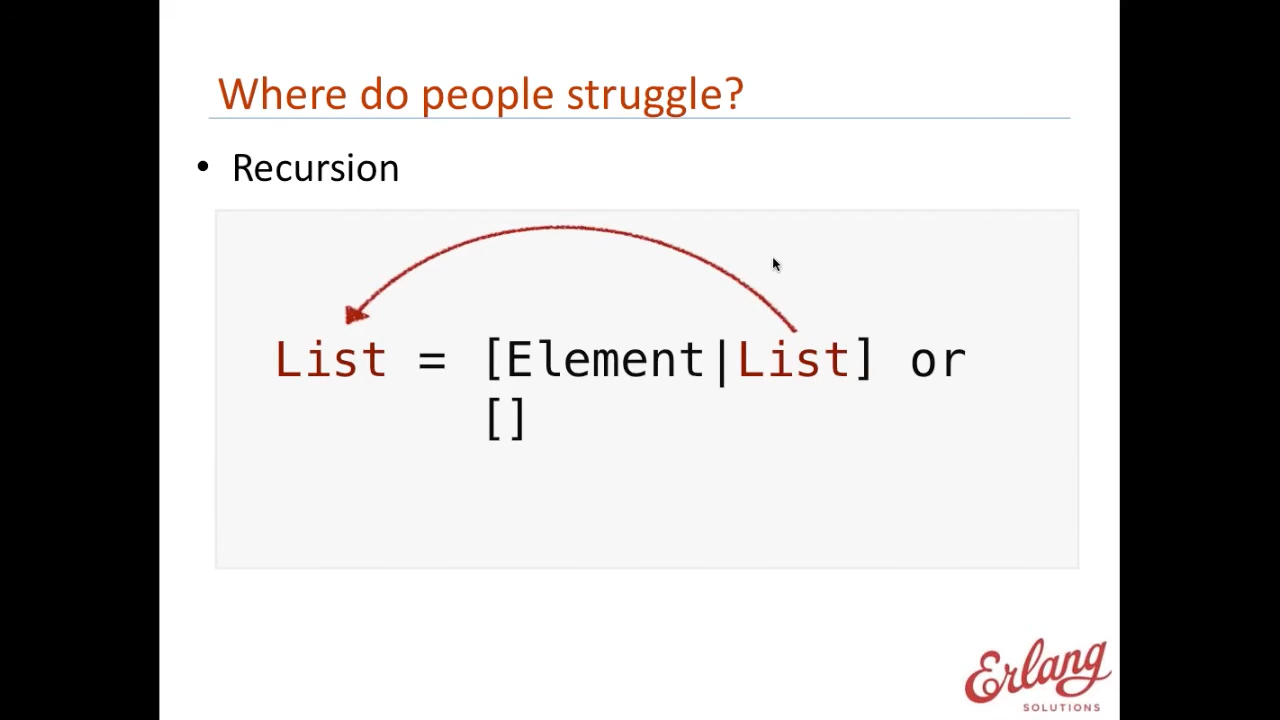 Where do people struggle?
• Recursion
List = [Element|List] or
[]
Erlang
SOLUTIONS